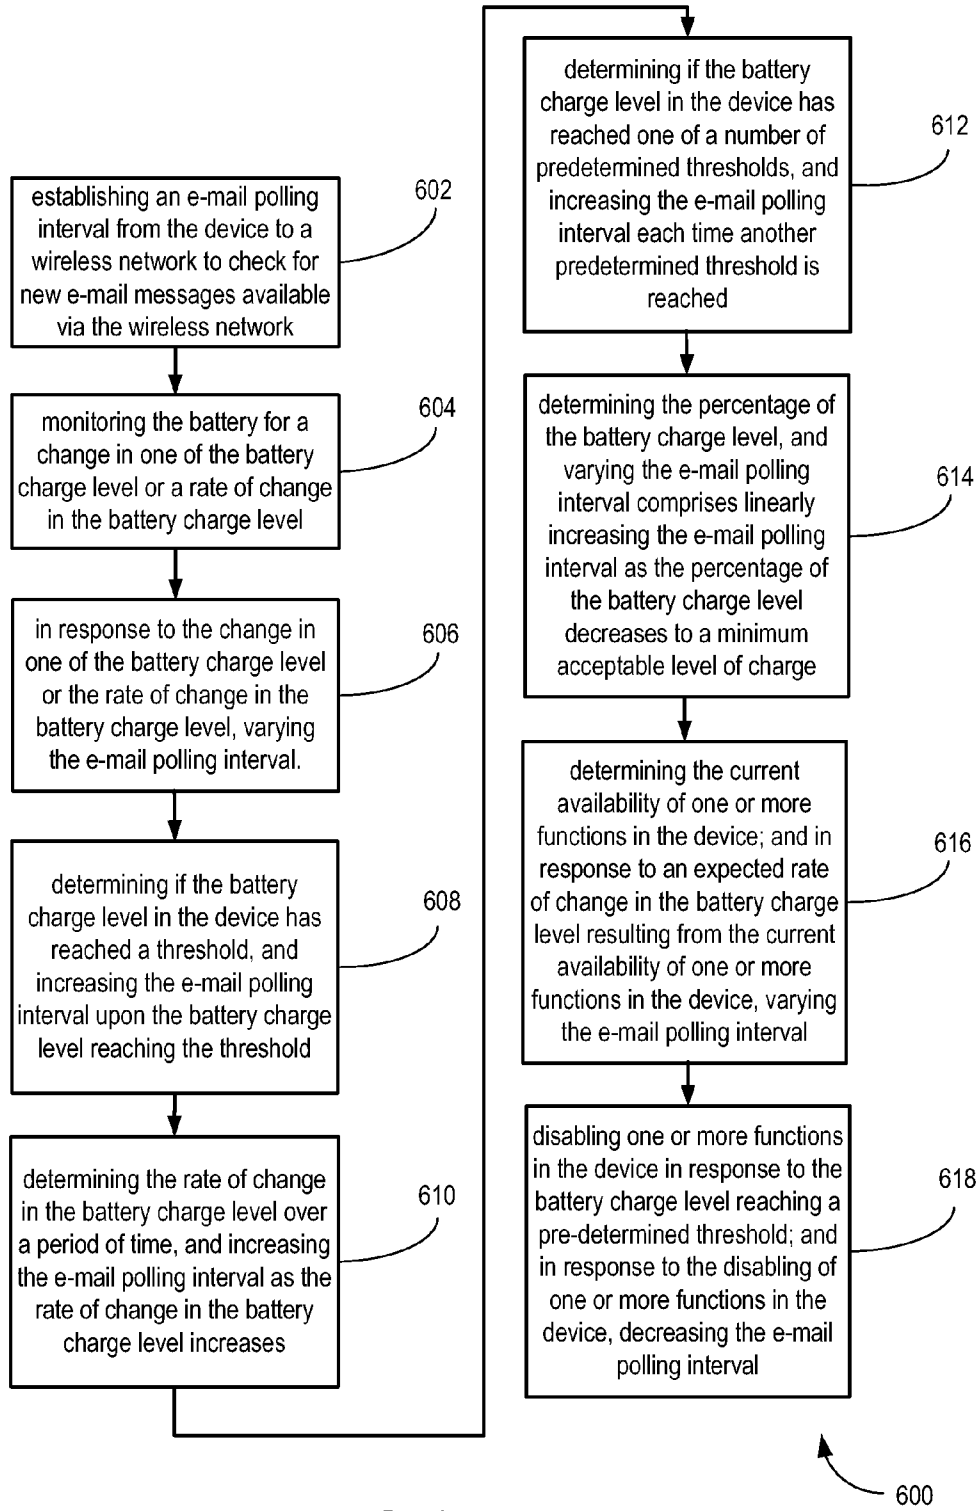 establishing an e-mail polling
interval from the device to a
wireless network to check for
new e-mail messages available
via the wireless network
602
monitoring the battery for a
change in one of the battery
charge level or a rate of change
in the battery charge level
604
in response to the change in
one of the battery charge level
or the rate of change in the
battery charge level, varying
the e-mail polling interval.
606
determining if the battery
charge level in the device has
reached a threshold, and
increasing the e-mail polling
interval upon the battery charge
level reaching the threshold
608
determining the rate of change
in the battery charge level over
a period of time, and increasing
the e-mail polling interval as the
rate of change in the battery
charge level increases
610
determining if the battery
charge level in the device has
reached one of a number of
predetermined thresholds, and
increasing the e-mail polling
interval each time another
predetermined threshold is
reached
612
determining the percentage of
the battery charge level, and
varying the e-mail polling
interval comprises linearly
increasing the e-mail polling
interval as the percentage of
the battery charge level
decreases to a minimum
acceptable level of charge
614
determining the current
availability of one or more
functions in the device; and in
response to an expected rate
of change in the battery charge
level resulting from the current
availability of one or more
functions in the device, varying
the e-mail polling interval
616
disabling one or more functions
in the device in response to the
battery charge level reaching a
pre-determined threshold; and
in response to the disabling of
one or more functions in the
device, decreasing the e-mail
polling interval
618
600